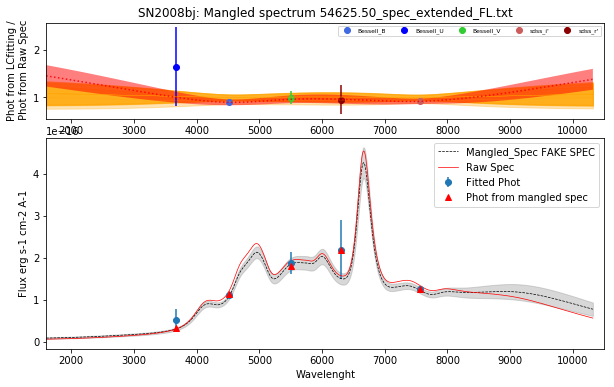 SN2008bj: Mangled spectrum 54625.50_spec_extended_FL.txt
Phot from LCfitting /
Phot from Raw Spec
2
1
Bessell_B
Bessell_U
Bessell_V
sdss_i'
sdss_r'
2000 3000 4000 5000 6000 7000 8000 9000 10000
1e−16
Flux erg s-1 cm-2 A-1
4
3
2
1
0
Mangled_Spec FAKE SPEC
Raw Spec
Fitted Phot
Phot from mangled spec
2000 3000 4000 5000 6000 7000 8000 9000 10000
Wavelenght